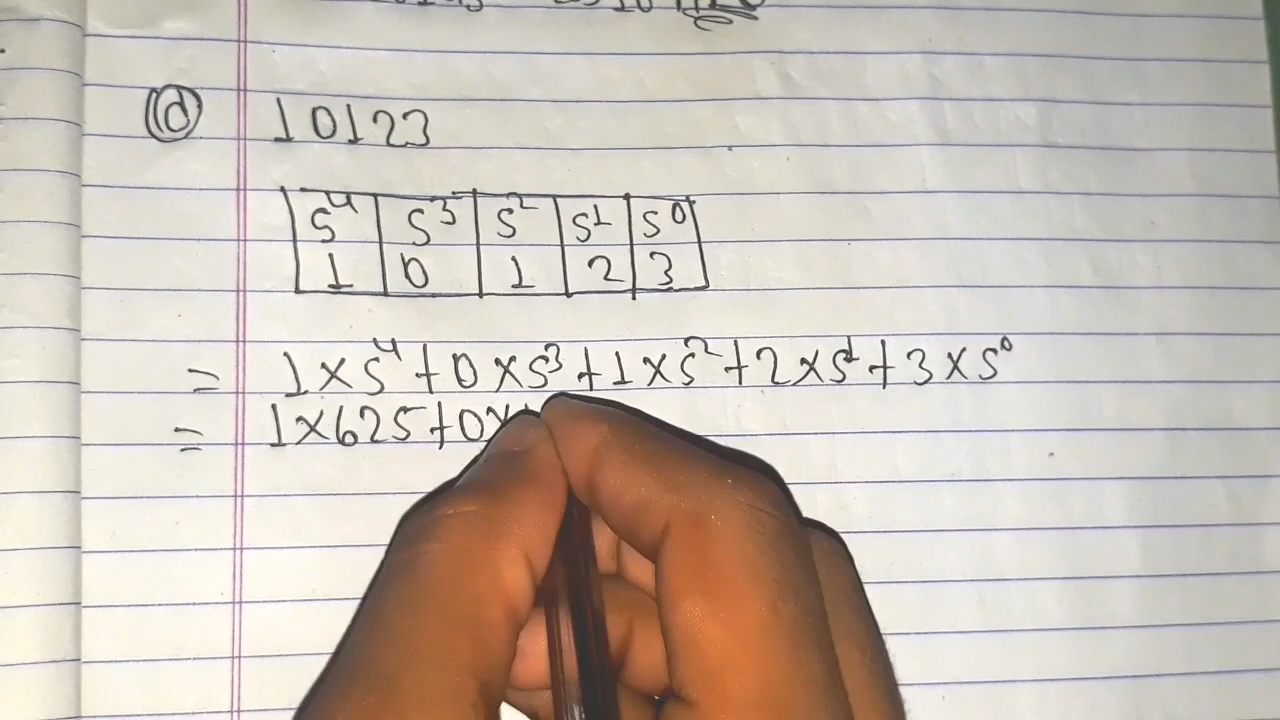 (d) 10123
5⁴ 5³ 5² 5¹ 5⁰
1 0 1 2 3
= 1×5⁴+0×5³+1×5²+2×5¹+3×5⁰
= 1×625+0×